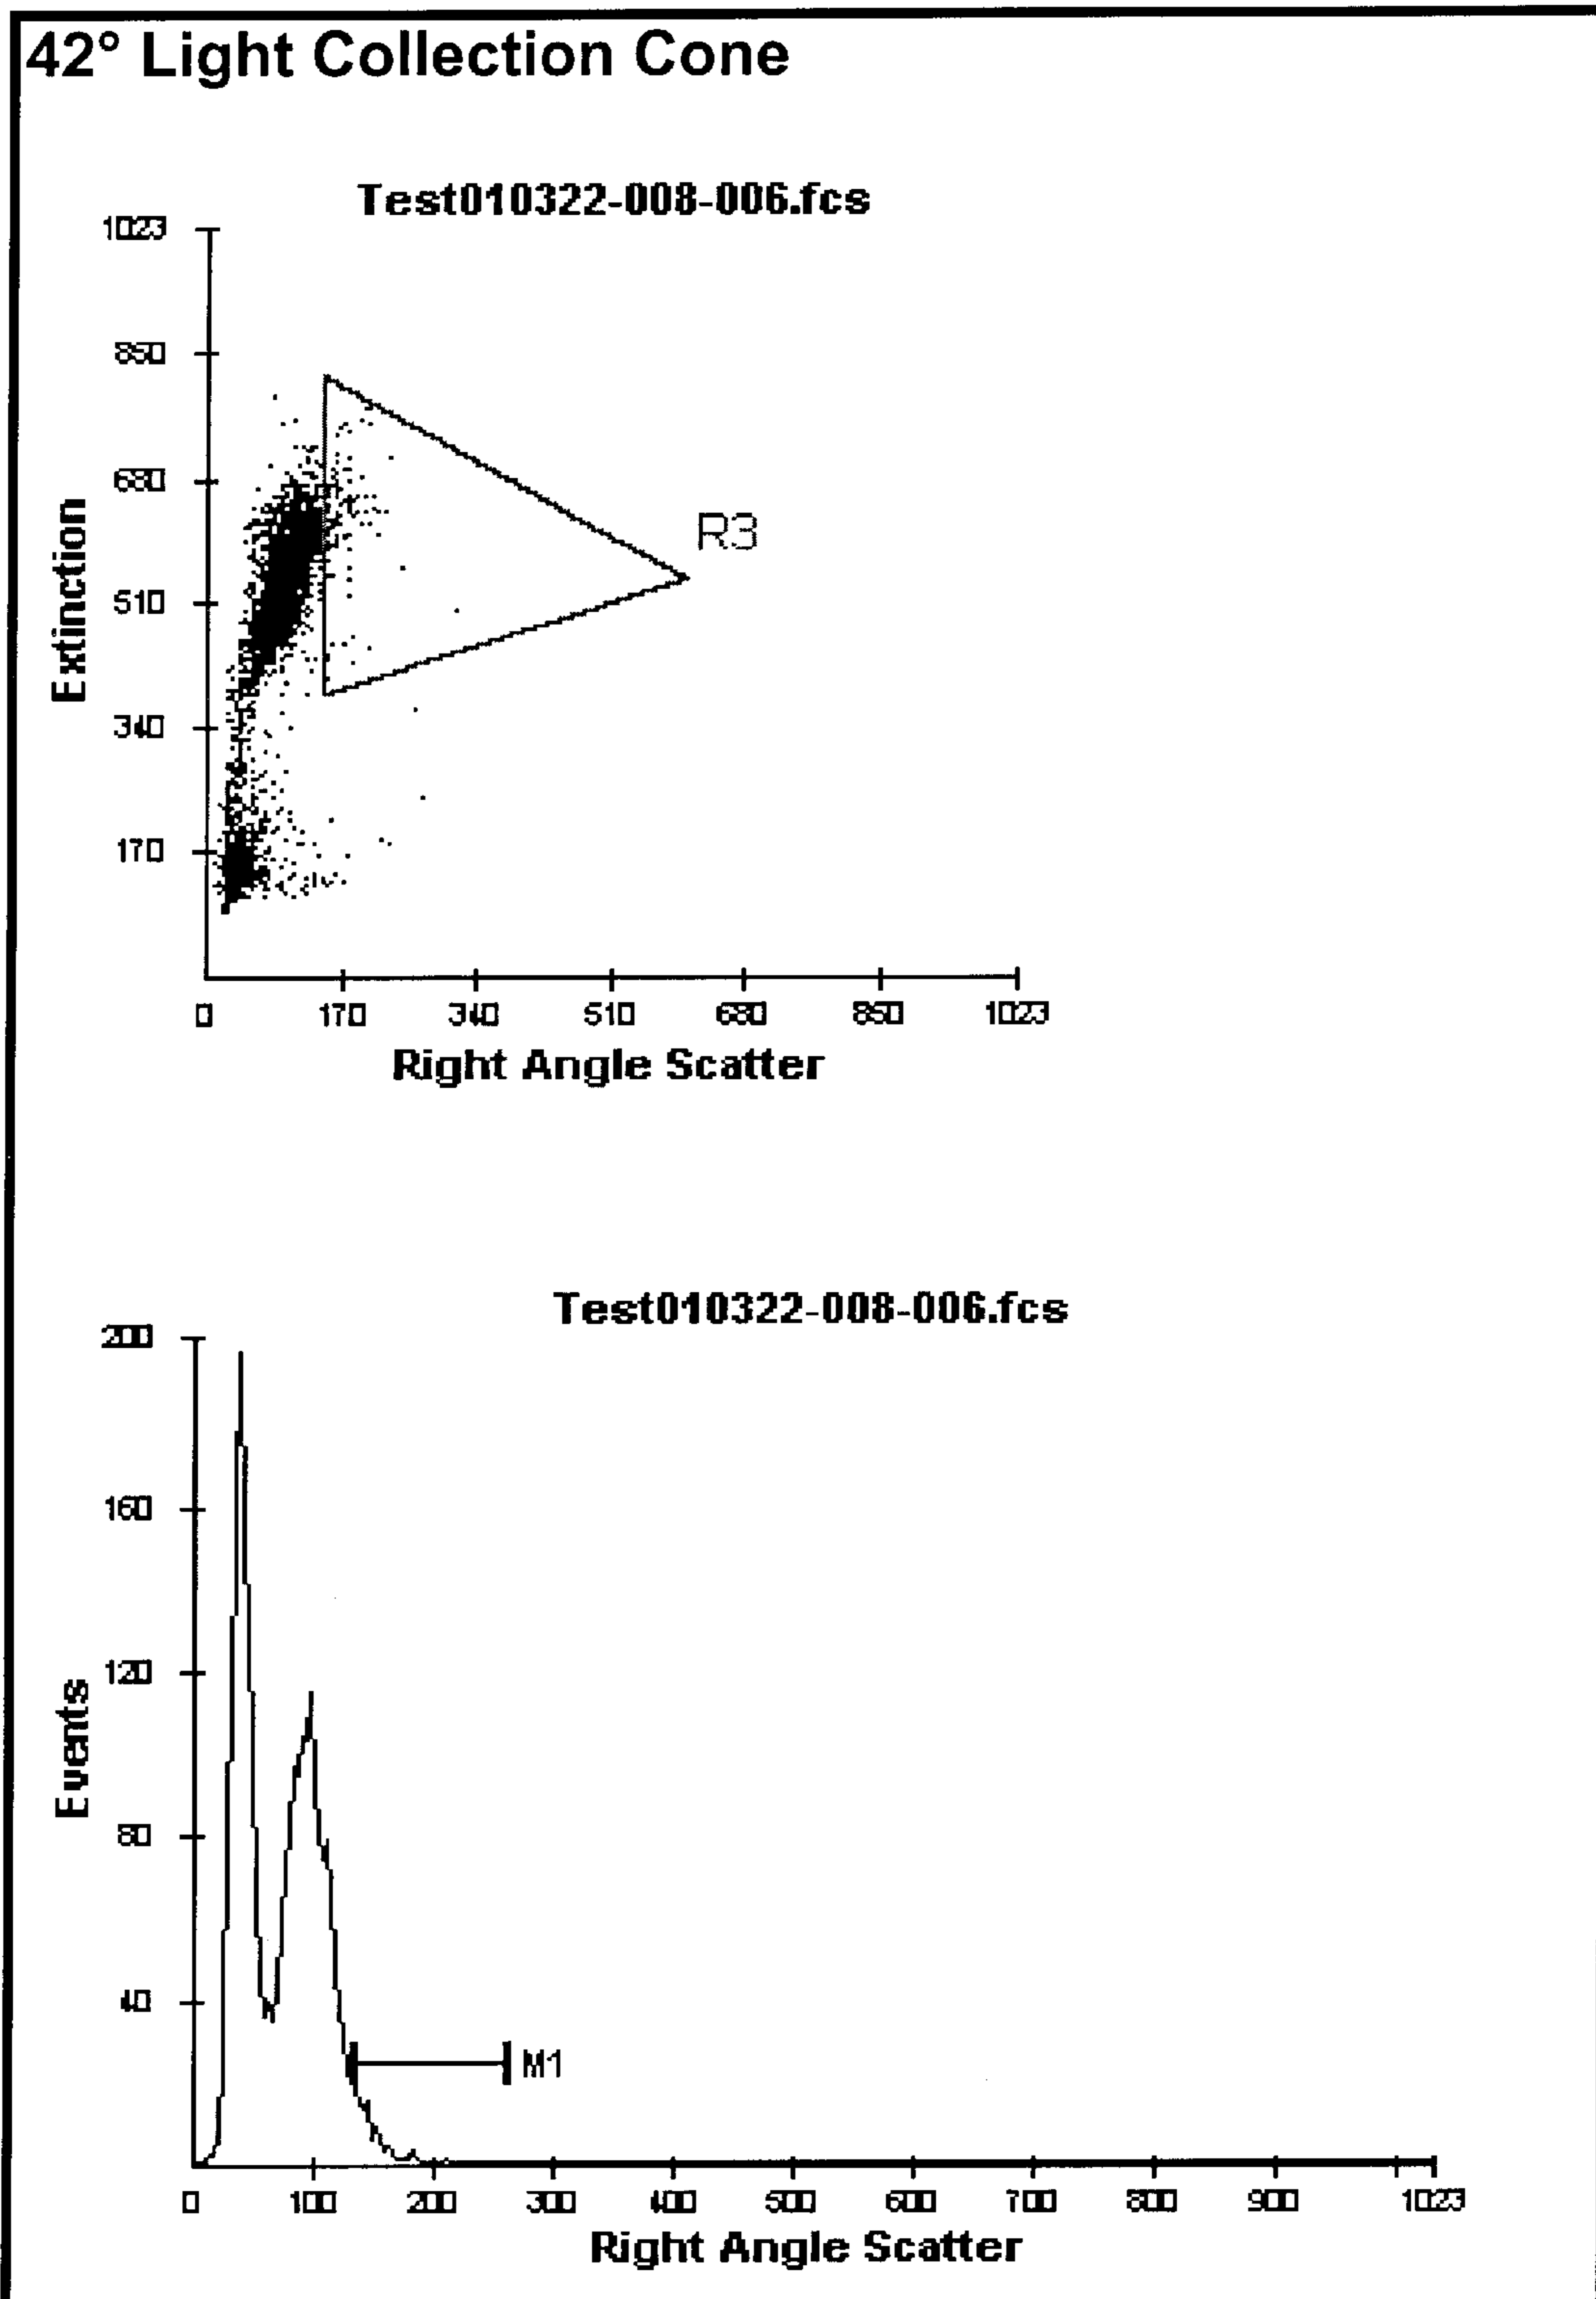 42° Light Collection Cone
Test010322-008-006.fcs
1023
850
680
510
340
170
Extinction
R3
0 170 340 510 680 850 1023
Right Angle Scatter
Test010322-008-006.fcs
200
160
120
80
40
Events
M1
0 100 200 300 400 500 600 700 800 900 1023
Right Angle Scatter